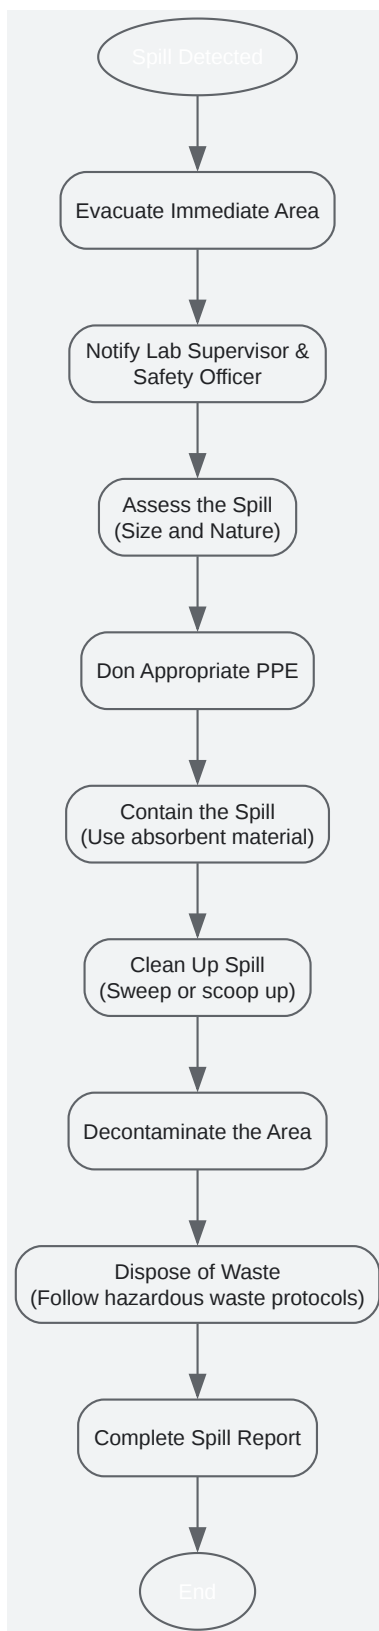 Spill Detected
Evacuate Immediate Area
Notify Lab Supervisor &
Safety Officer
Assess the Spill
(Size and Nature)
Don Appropriate PPE
Contain the Spill
(Use absorbent material)
Clean Up Spill
(Sweep or scoop up)
Decontaminate the Area
Dispose of Waste
(Follow hazardous waste protocols)
Complete Spill Report
End